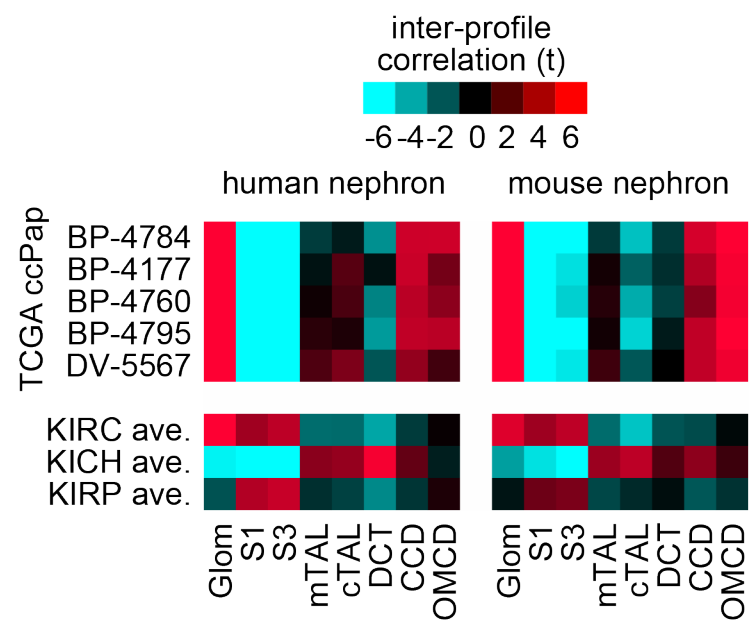 inter-profile
correlation (t)
-6 -4 -2 0 2 4 6
human nephron mouse nephron
TCGA ccPap
BP-4784
BP-4177
BP-4760
BP-4795
DV-5567
KIRC ave.
KICH ave.
KIRP ave.
Glom S1 S3 mTAL cTAL DCT CCD OMCD Glom S1 S3 mTAL cTAL DCT CCD OMCD